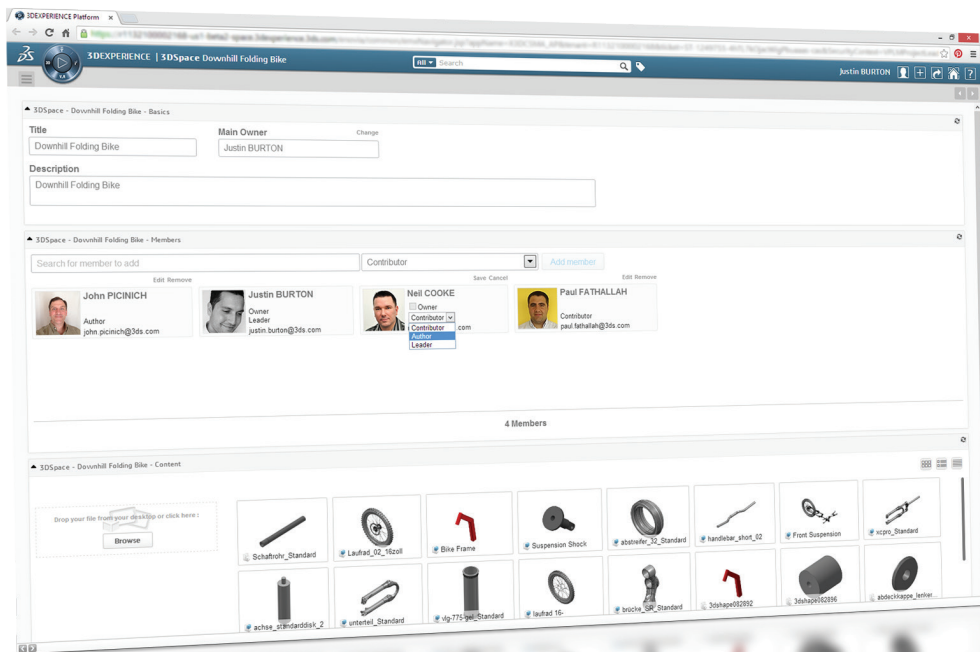 3DEXPERIENCE Platform ×
3DEXPERIENCE | 3DSpace Downhill Folding Bike
All
Search
Justin BURTON
3DSpace - Downhill Folding Bike - Basics
Title
Main Owner
Change
Downhill Folding Bike
Justin BURTON
Description
Downhill Folding Bike
3DSpace - Downhill Folding Bike - Members
Search for member to add
Contributor
Add member
Edit Remove
Save Cancel
Edit Remove
John PICINICH
Author
john.picinich@3ds.com
Justin BURTON
Owner
Leader
justin.burton@3ds.com
Neil COOKE
Owner
Contributor
Contributor
.com
Author
Leader
Paul FATHALLAH
Contributor
paul.fathallah@3ds.com
4 Members
3DSpace - Downhill Folding Bike - Content
Drop your file from your desktop or click here :
Browse
Schaftrohr_Standard
Laufrad_02_16zoll
Bike Frame
Suspension Shock
abstreifer_32_Standard
handlebar_short_02
Front Suspension
xcpro_Standard
achse_standarddisk_2
unterteil_Standard
vlg-775-gel_Standard
laufrad 16-
brücke_SR_Standard
3dshape082892
3dshape082896
abdeckkappe_lenker...